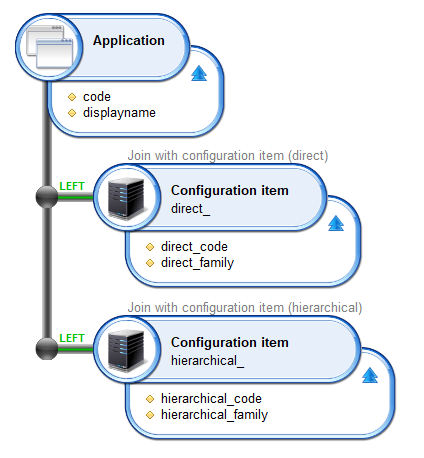 Application
code
displayname
Join with configuration item (direct)
LEFT
Configuration item
direct_
direct_code
direct_family
Join with configuration item (hierarchical)
LEFT
Configuration item
hierarchical_
hierarchical_code
hierarchical_family